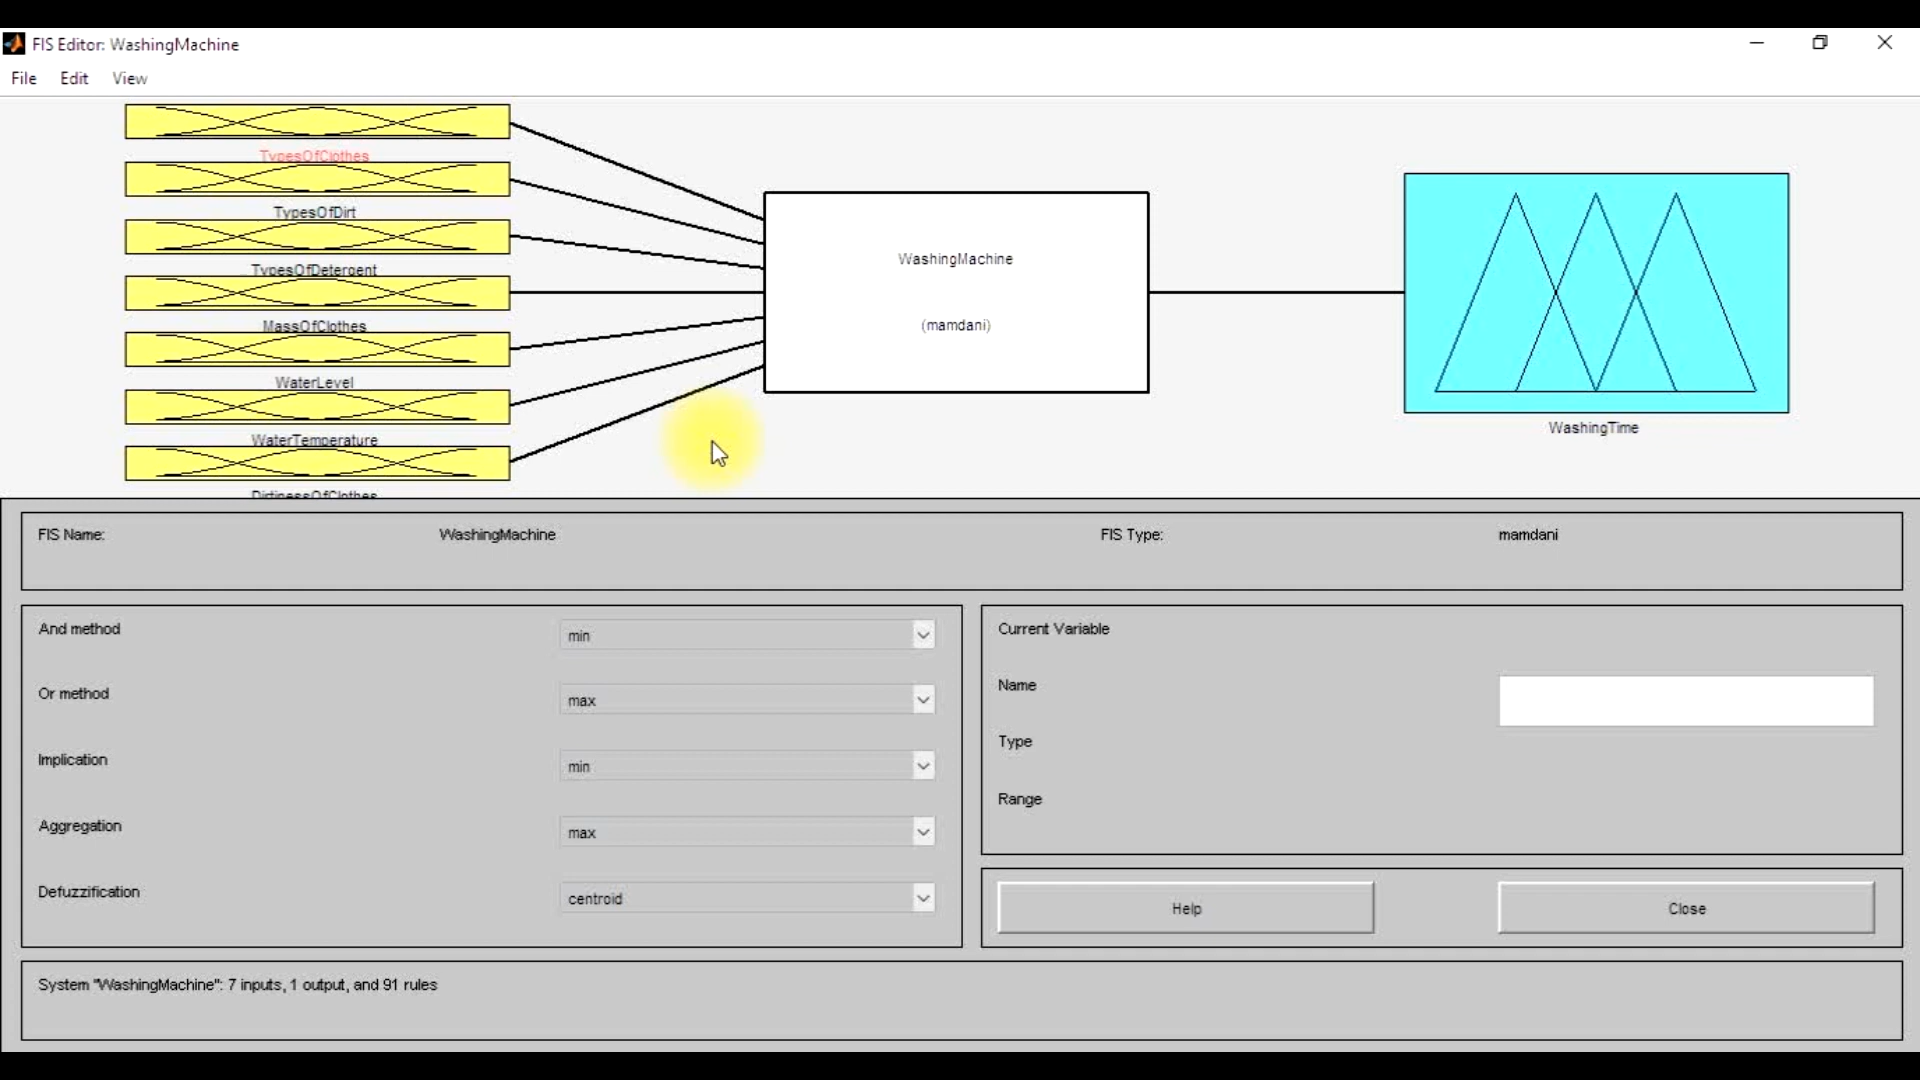 FIS Editor: WashingMachine
File Edit View
TypesOfClothes
TypesOfDirt
TypesOfDetergent
MassOfClothes
WaterLevel
WaterTemperature
DirtinessOfClothes
WashingMachine
(mamdani)
WashingTime
FIS Name: WashingMachine FIS Type: mamdani
And method min
Or method max
Implication min
Aggregation max
Defuzzification centroid
Current Variable
Name
Type
Range
Help Close
System "WashingMachine": 7 inputs, 1 output, and 91 rules